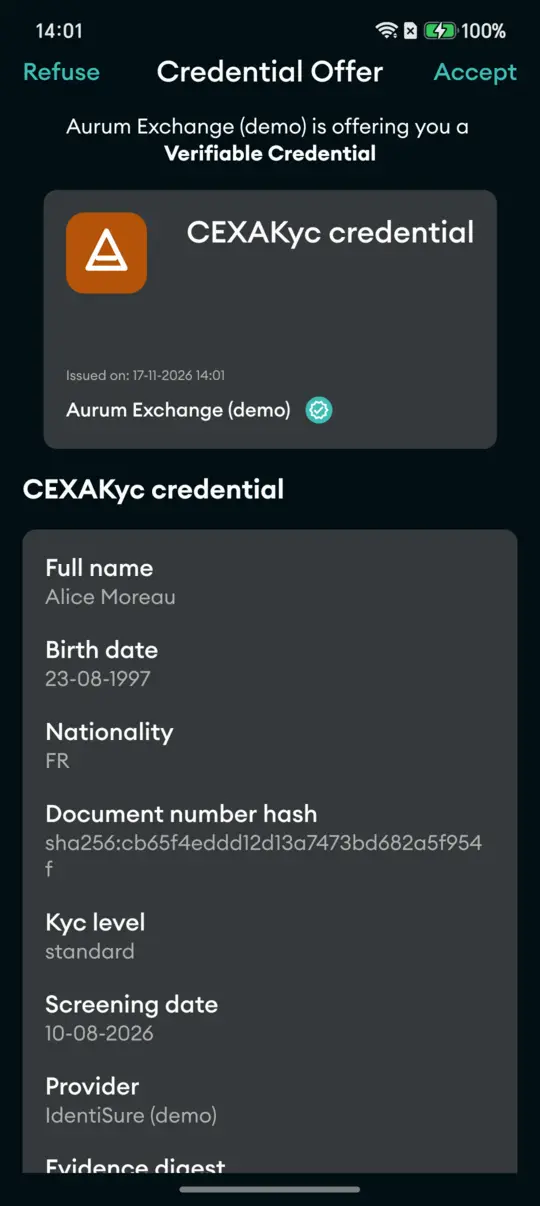 14:01
100%
Refuse
Credential Offer
Accept
Aurum Exchange (demo) is offering you a
Verifiable Credential
CEXAKyc credential
Issued on: 17-11-2026 14:01
Aurum Exchange (demo)
CEXAKyc credential
Full name
Alice Moreau
Birth date
23-08-1997
Nationality
FR
Document number hash
sha256:cb65f4eddd12d13a7473bd682a5f954
f
Kyc level
standard
Screening date
10-08-2026
Provider
IdentiSure (demo)
Evidence digest